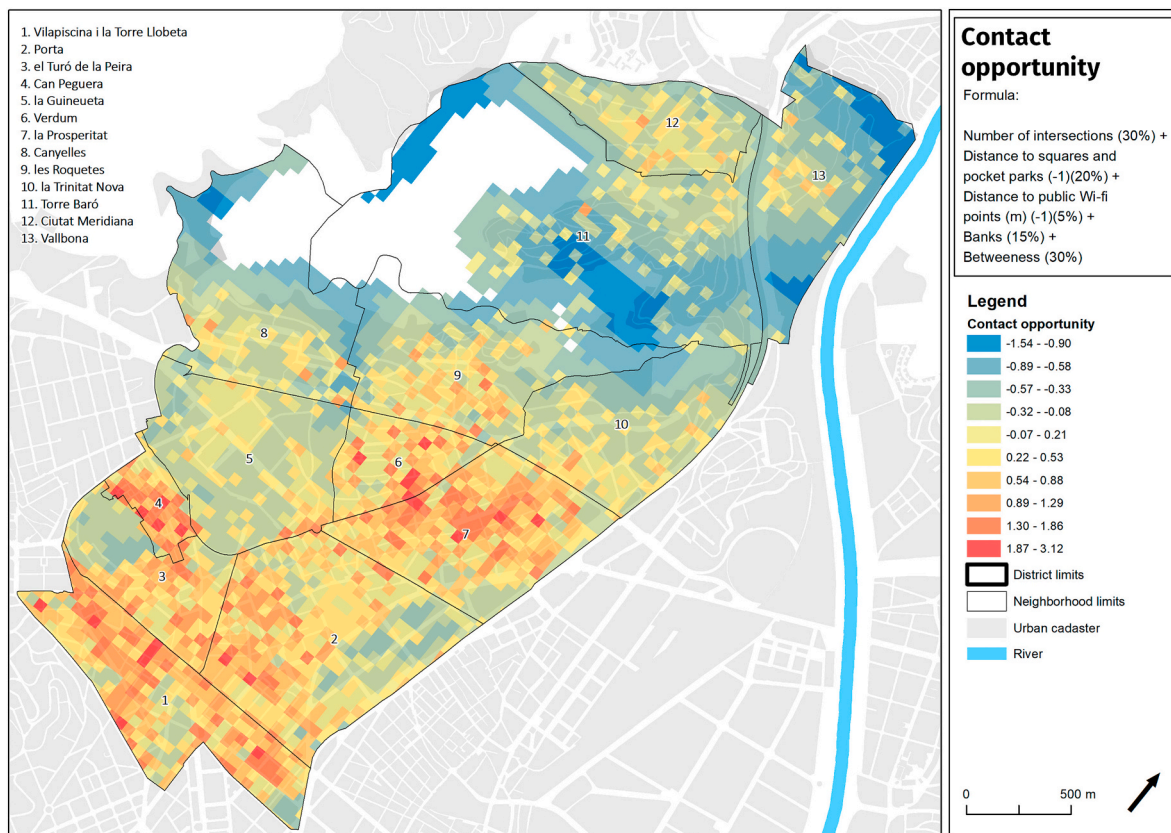 1. Vilapiscina i la Torre Llobeta
2. Porta
3. el Turó de la Peira
4. Can Peguera
5. la Guineueta
6. Verdum
7. la Prosperitat
8. Canyelles
9. les Roquetes
10. la Trinitat Nova
11. Torre Baró
12. Ciutat Meridiana
13. Vallbona
12
13
11
8
9
10
5
6
4
7
3
2
1
Contact
opportunity
Formula:
Number of intersections (30%) +
Distance to squares and
pocket parks (-1)(20%) +
Distance to public Wi-fi
points (m) (-1)(5%) +
Banks (15%) +
Betweeness (30%)
Legend
Contact opportunity
-1.54 - -0.90
-0.89 - -0.58
-0.57 - -0.33
-0.32 - -0.08
-0.07 - 0.21
0.22 - 0.53
0.54 - 0.88
0.89 - 1.29
1.30 - 1.86
1.87 - 3.12
District limits
Neighborhood limits
Urban cadaster
River
0 500 m